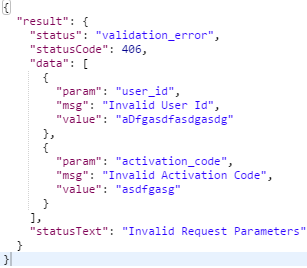 {
  "result": {
    "status": "validation_error",
    "statusCode": 406,
    "data": [
      {
        "param": "user_id",
        "msg": "Invalid User Id",
        "value": "aDfgasdfasdgasdg"
      },
      {
        "param": "activation_code",
        "msg": "Invalid Activation Code",
        "value": "asdfgasg"
      }
    ],
    "statusText": "Invalid Request Parameters"
  }
}